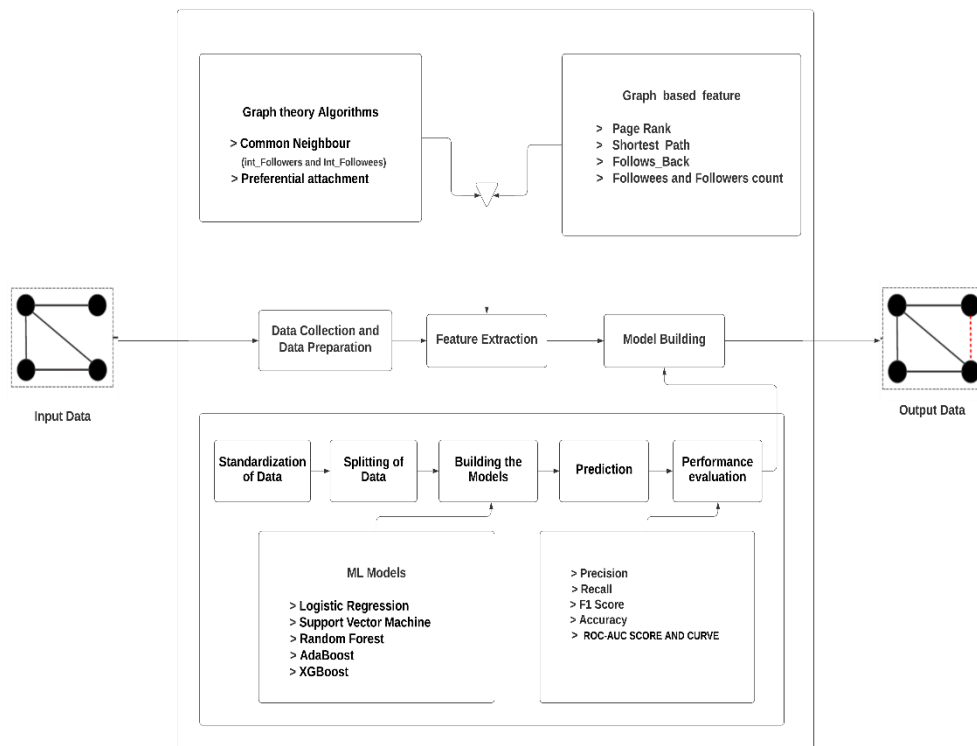 Graph theory Algorithms
> Common Neighbour
(int_Followers and Int_Followees)
> Preferential attachment
Graph based feature
> Page Rank
> Shortest Path
> Follows_Back
> Followees and Followers count
Input Data
Data Collection and
Data Preparation
Feature Extraction
Model Building
Output Data
Standardization
of Data
Splitting of
Data
Building the
Models
Prediction
Performance
evaluation
ML Models
> Logistic Regression
> Support Vector Machine
> Random Forest
> AdaBoost
> XGBoost
> Precision
> Recall
> F1 Score
> Accuracy
> ROC-AUC SCORE AND CURVE